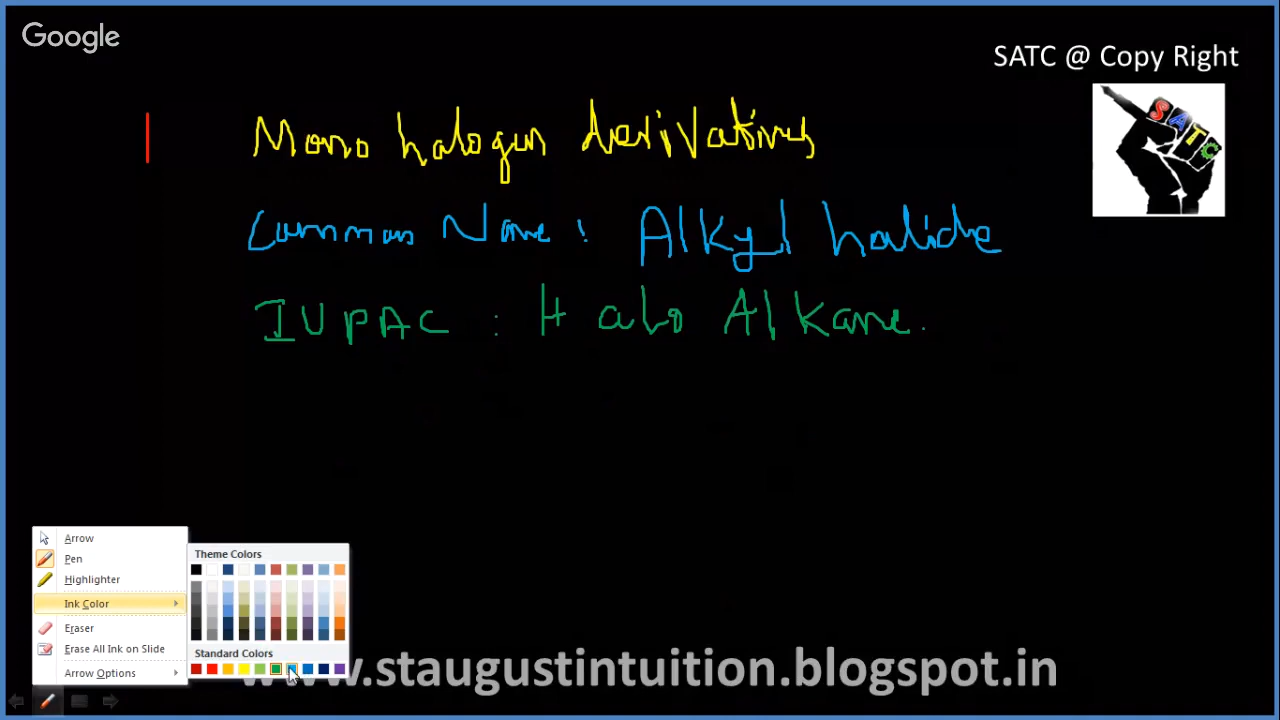 Google
SATC @ Copy Right
SATC
Mono halogen derivatives
Common Name : Alkyl halide
IUPAC : Halo Alkane.
Arrow
Pen
Highlighter
Ink Color
Eraser
Erase All Ink on Slide
Arrow Options
Theme Colors
Standard Colors
www.staugustintuition.blogspot.in